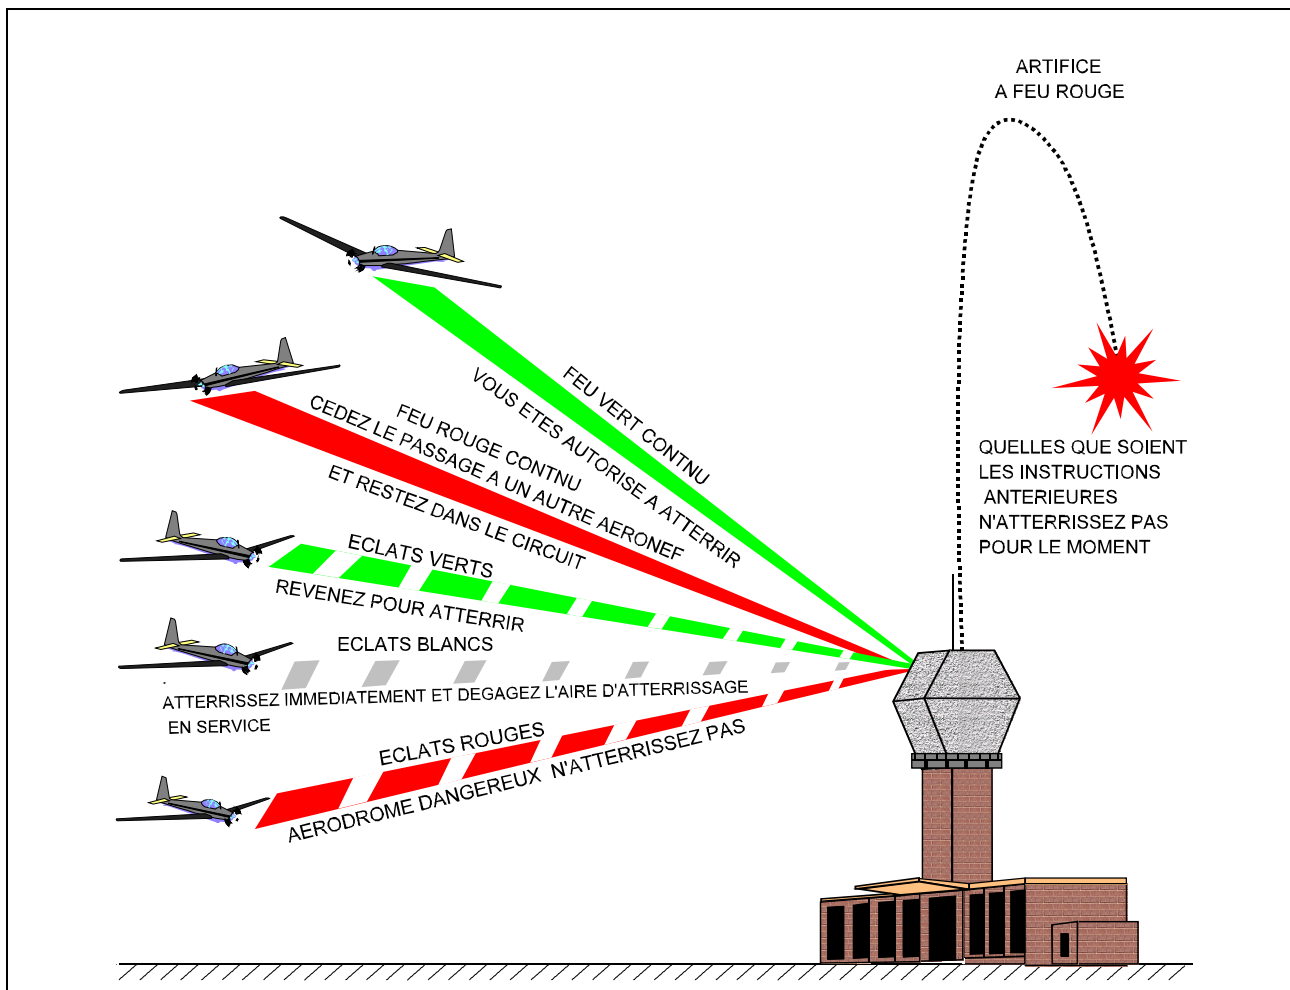 ARTIFICE
A FEU ROUGE
FEU VERT CONTNU
VOUS ETES AUTORISE A ATTERRIR
FEU ROUGE CONTNU
CEDEZ LE PASSAGE A UN AUTRE AERONEF
ET RESTEZ DANS LE CIRCUIT
QUELLES QUE SOIENT
LES INSTRUCTIONS
ANTERIEURES
N'ATTERRISSEZ PAS
POUR LE MOMENT
ECLATS VERTS
REVENEZ POUR ATTERRIR
ECLATS BLANCS
ATTERRISSEZ IMMEDIATEMENT ET DEGAGEZ L'AIRE D'ATTERRISSAGE
EN SERVICE
ECLATS ROUGES
AERODROME DANGEREUX N'ATTERRISSEZ PAS